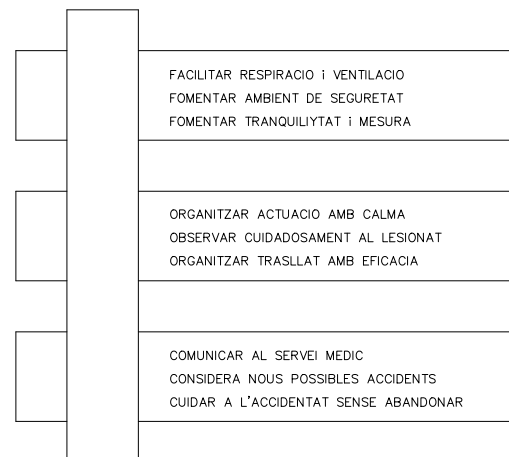 FACILITAR RESPIRACIO i VENTILACIO
FOMENTAR AMBIENT DE SEGURETAT
FOMENTAR TRANQUILIYTAT i MESURA
ORGANITZAR ACTUACIO AMB CALMA
OBSERVAR CUIDADOSAMENT AL LESIONAT
ORGANITZAR TRASLLAT AMB EFICACIA
COMUNICAR AL SERVEI MEDIC
CONSIDERA NOUS POSSIBLES ACCIDENTS
CUIDAR A L'ACCIDENTAT SENSE ABANDONAR